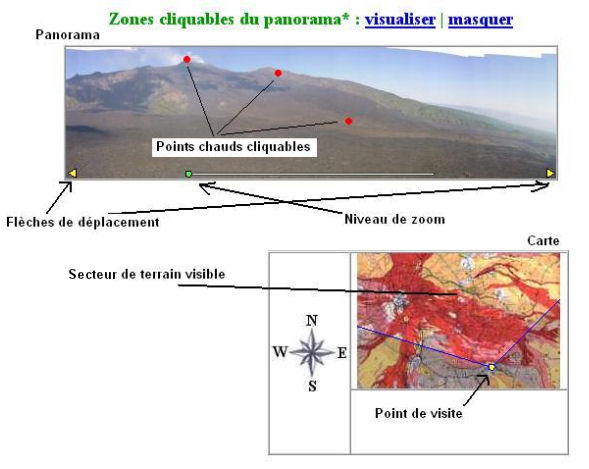 Zones cliquables du panorama* : visualiser | masquer
Panorama
Points chauds cliquables
Flèches de déplacement
Niveau de zoom
Carte
Secteur de terrain visible
N
W E
S
Point de visite